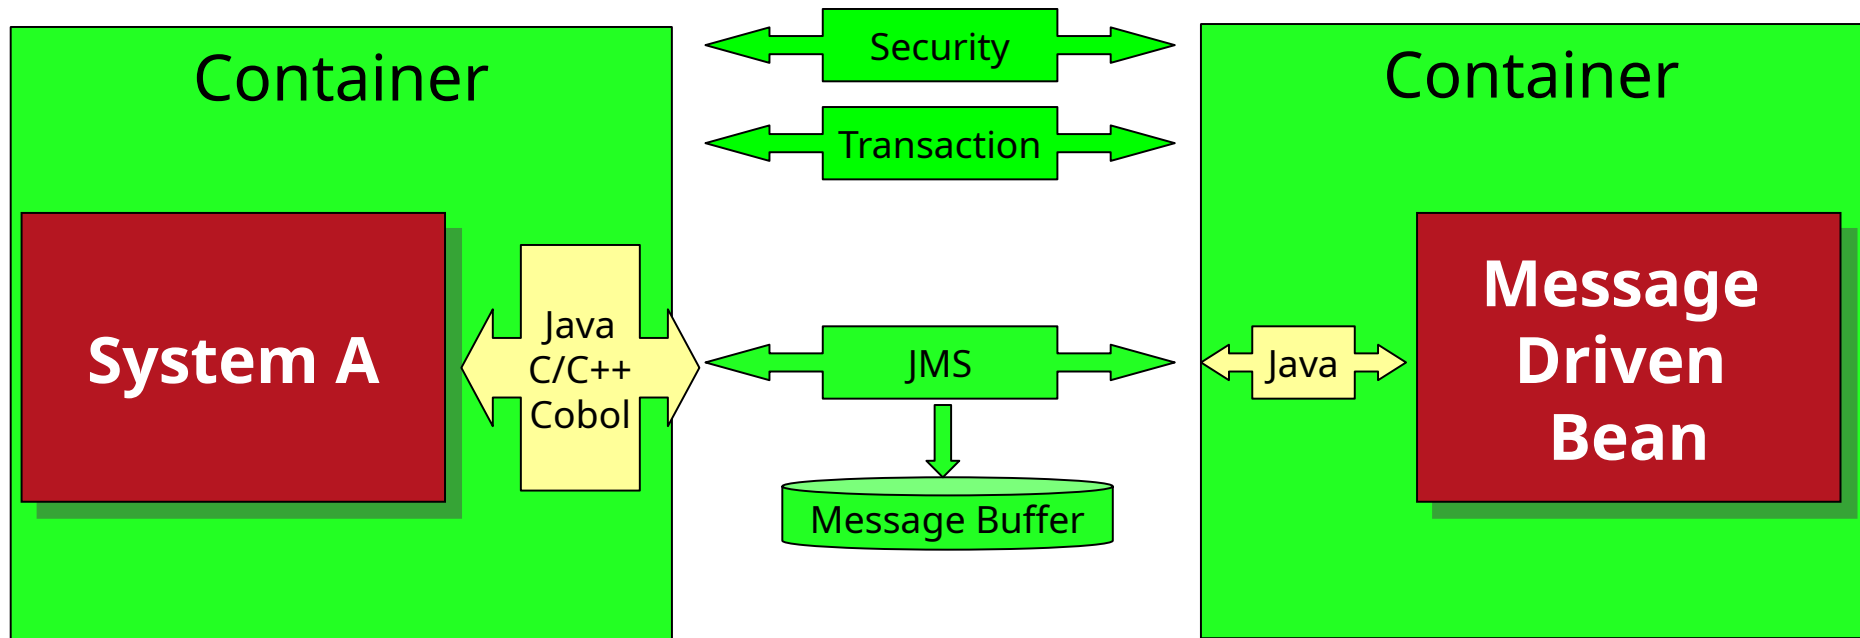 Container
System A
Java
C/C++
Cobol
Security
Transaction
JMS
Message Buffer
Container
Java
Message
Driven
Bean